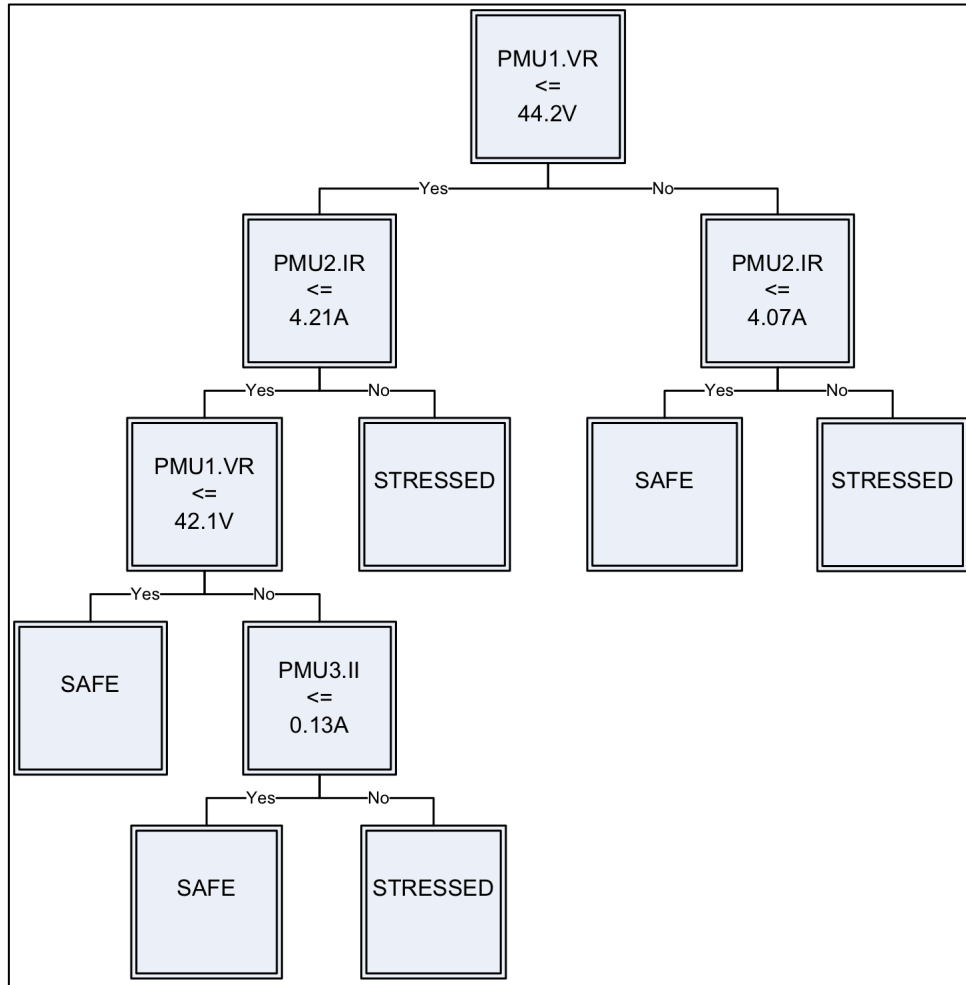 PMU1.VR
<=
44.2V
Yes
No
PMU2.IR
<=
4.21A
PMU2.IR
<=
4.07A
Yes
No
Yes
No
PMU1.VR
<=
42.1V
STRESSED
SAFE
STRESSED
Yes
No
SAFE
PMU3.II
<=
0.13A
Yes
No
SAFE
STRESSED